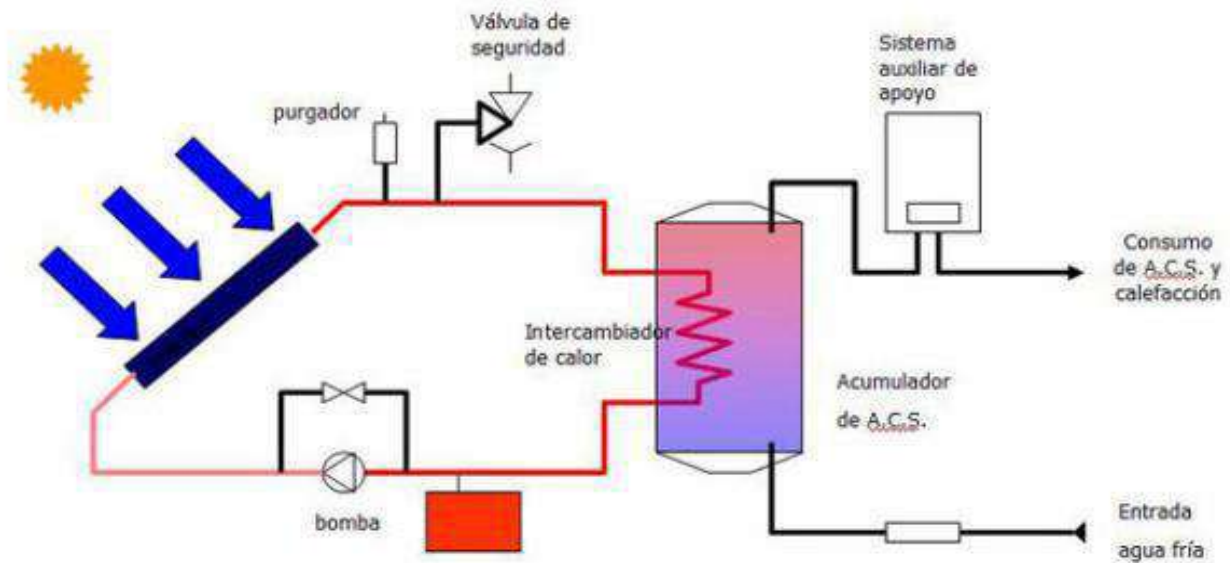 Válvula de
seguridad
purgador
Sistema
auxiliar de
apoyo
Consumo
de A.C.S. y
calefacción
Intercambiador
de calor
Acumulador
de A.C.S.
bomba
Entrada
agua fría